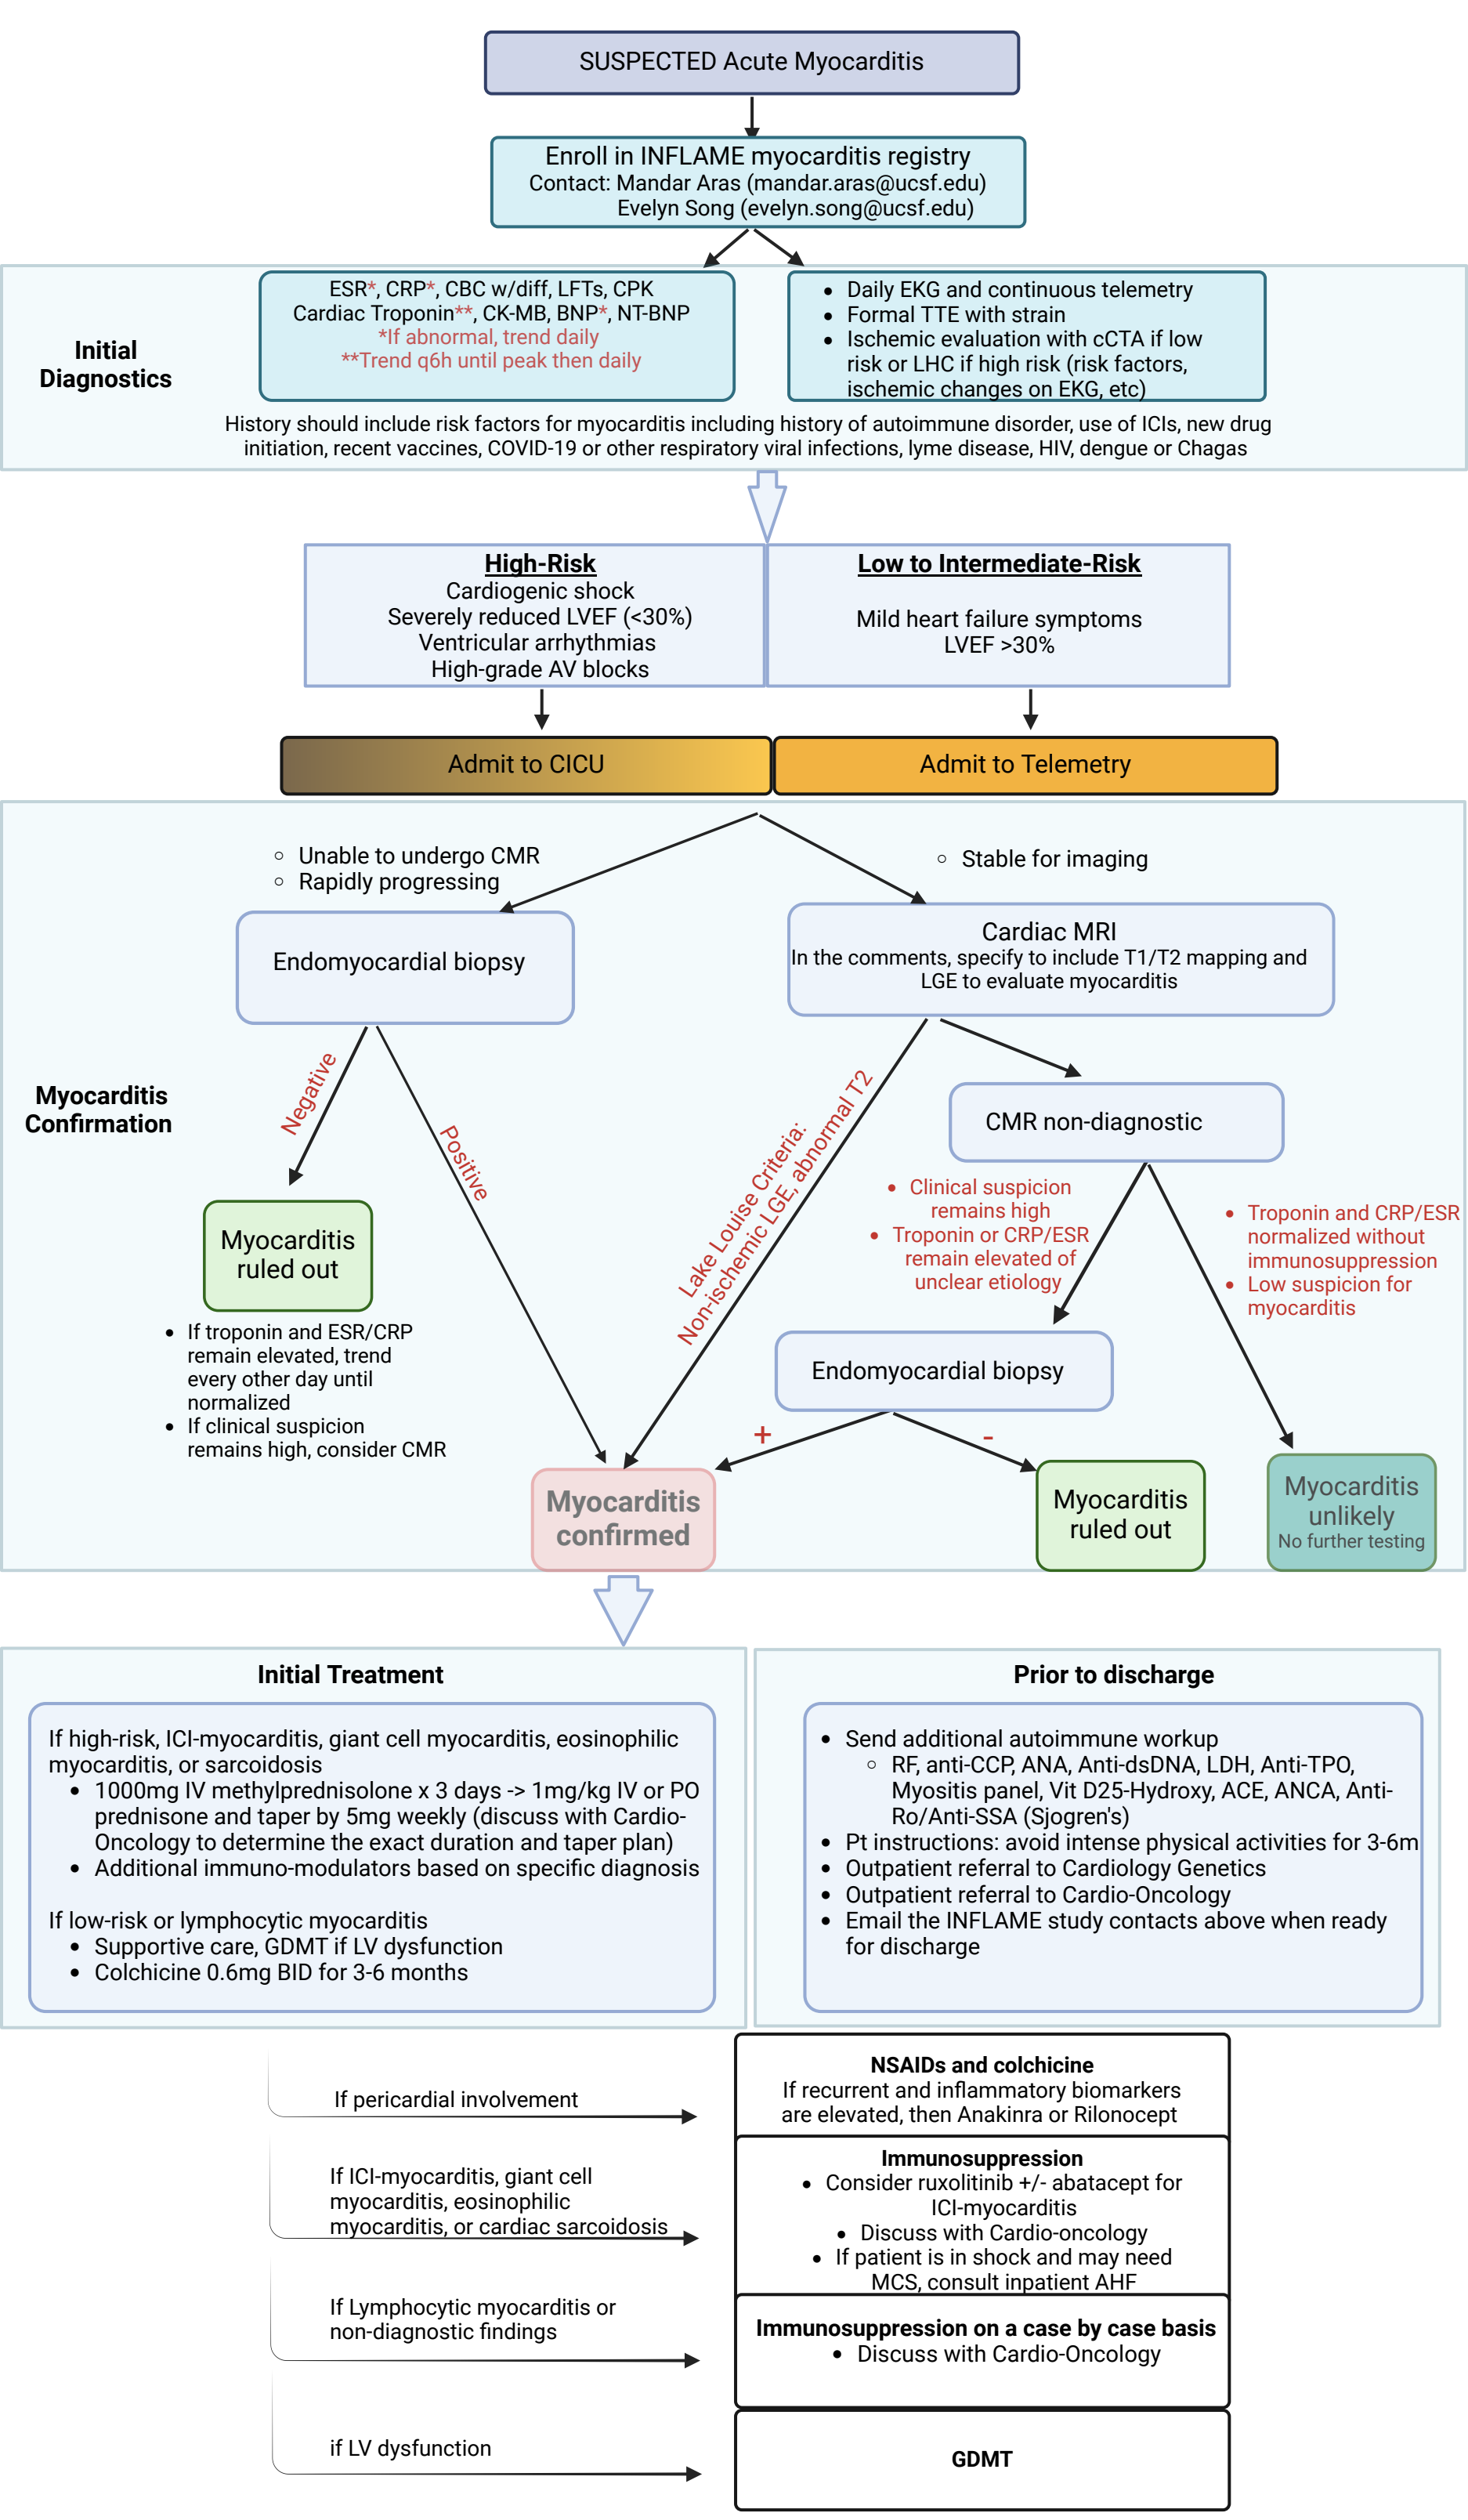 SUSPECTED Acute Myocarditis
Enroll in INFLAME myocarditis registry
Contact: Mandar Aras (mandar.aras@ucsf.edu)
Evelyn Song (evelyn.song@ucsf.edu)
Initial
Diagnostics
ESR*, CRP*, CBC w/diff, LFTs, CPK
Cardiac Troponin**, CK-MB, BNP*, NT-BNP
*If abnormal, trend daily
**Trend q6h until peak then daily
• Daily EKG and continuous telemetry
• Formal TTE with strain
• Ischemic evaluation with cCTA if low
risk or LHC if high risk (risk factors,
ischemic changes on EKG, etc)
History should include risk factors for myocarditis including history of autoimmune disorder, use of ICIs, new drug
initiation, recent vaccines, COVID-19 or other respiratory viral infections, lyme disease, HIV, dengue or Chagas
High-Risk
Cardiogenic shock
Severely reduced LVEF (<30%)
Ventricular arrhythmias
High-grade AV blocks
Low to Intermediate-Risk
Mild heart failure symptoms
LVEF >30%
Admit to CICU
Admit to Telemetry
Myocarditis
Confirmation
○ Unable to undergo CMR
○ Rapidly progressing
○ Stable for imaging
Endomyocardial biopsy
Cardiac MRI
In the comments, specify to include T1/T2 mapping and
LGE to evaluate myocarditis
Negative
Positive
Lake Louise Criteria:
Non-ischemic LGE, abnormal T2
CMR non-diagnostic
• Clinical suspicion
remains high
• Troponin or CRP/ESR
remain elevated of
unclear etiology
• Troponin and CRP/ESR
normalized without
immunosuppression
• Low suspicion for
myocarditis
Myocarditis
ruled out
• If troponin and ESR/CRP
remain elevated, trend
every other day until
normalized
• If clinical suspicion
remains high, consider CMR
Endomyocardial biopsy
+
-
Myocarditis
confirmed
Myocarditis
ruled out
Myocarditis
unlikely
No further testing
Initial Treatment
If high-risk, ICI-myocarditis, giant cell myocarditis, eosinophilic
myocarditis, or sarcoidosis
• 1000mg IV methylprednisolone x 3 days -> 1mg/kg IV or PO
prednisone and taper by 5mg weekly (discuss with Cardio-
Oncology to determine the exact duration and taper plan)
• Additional immuno-modulators based on specific diagnosis
If low-risk or lymphocytic myocarditis
• Supportive care, GDMT if LV dysfunction
• Colchicine 0.6mg BID for 3-6 months
Prior to discharge
• Send additional autoimmune workup
○ RF, anti-CCP, ANA, Anti-dsDNA, LDH, Anti-TPO,
Myositis panel, Vit D25-Hydroxy, ACE, ANCA, Anti-
Ro/Anti-SSA (Sjogren's)
• Pt instructions: avoid intense physical activities for 3-6m
• Outpatient referral to Cardiology Genetics
• Outpatient referral to Cardio-Oncology
• Email the INFLAME study contacts above when ready
for discharge
If pericardial involvement
NSAIDs and colchicine
If recurrent and inflammatory biomarkers
are elevated, then Anakinra or Rilonocept
If ICI-myocarditis, giant cell
myocarditis, eosinophilic
myocarditis, or cardiac sarcoidosis
Immunosuppression
• Consider ruxolitinib +/- abatacept for
ICI-myocarditis
• Discuss with Cardio-oncology
• If patient is in shock and may need
MCS, consult inpatient AHF
If Lymphocytic myocarditis or
non-diagnostic findings
Immunosuppression on a case by case basis
• Discuss with Cardio-Oncology
if LV dysfunction
GDMT